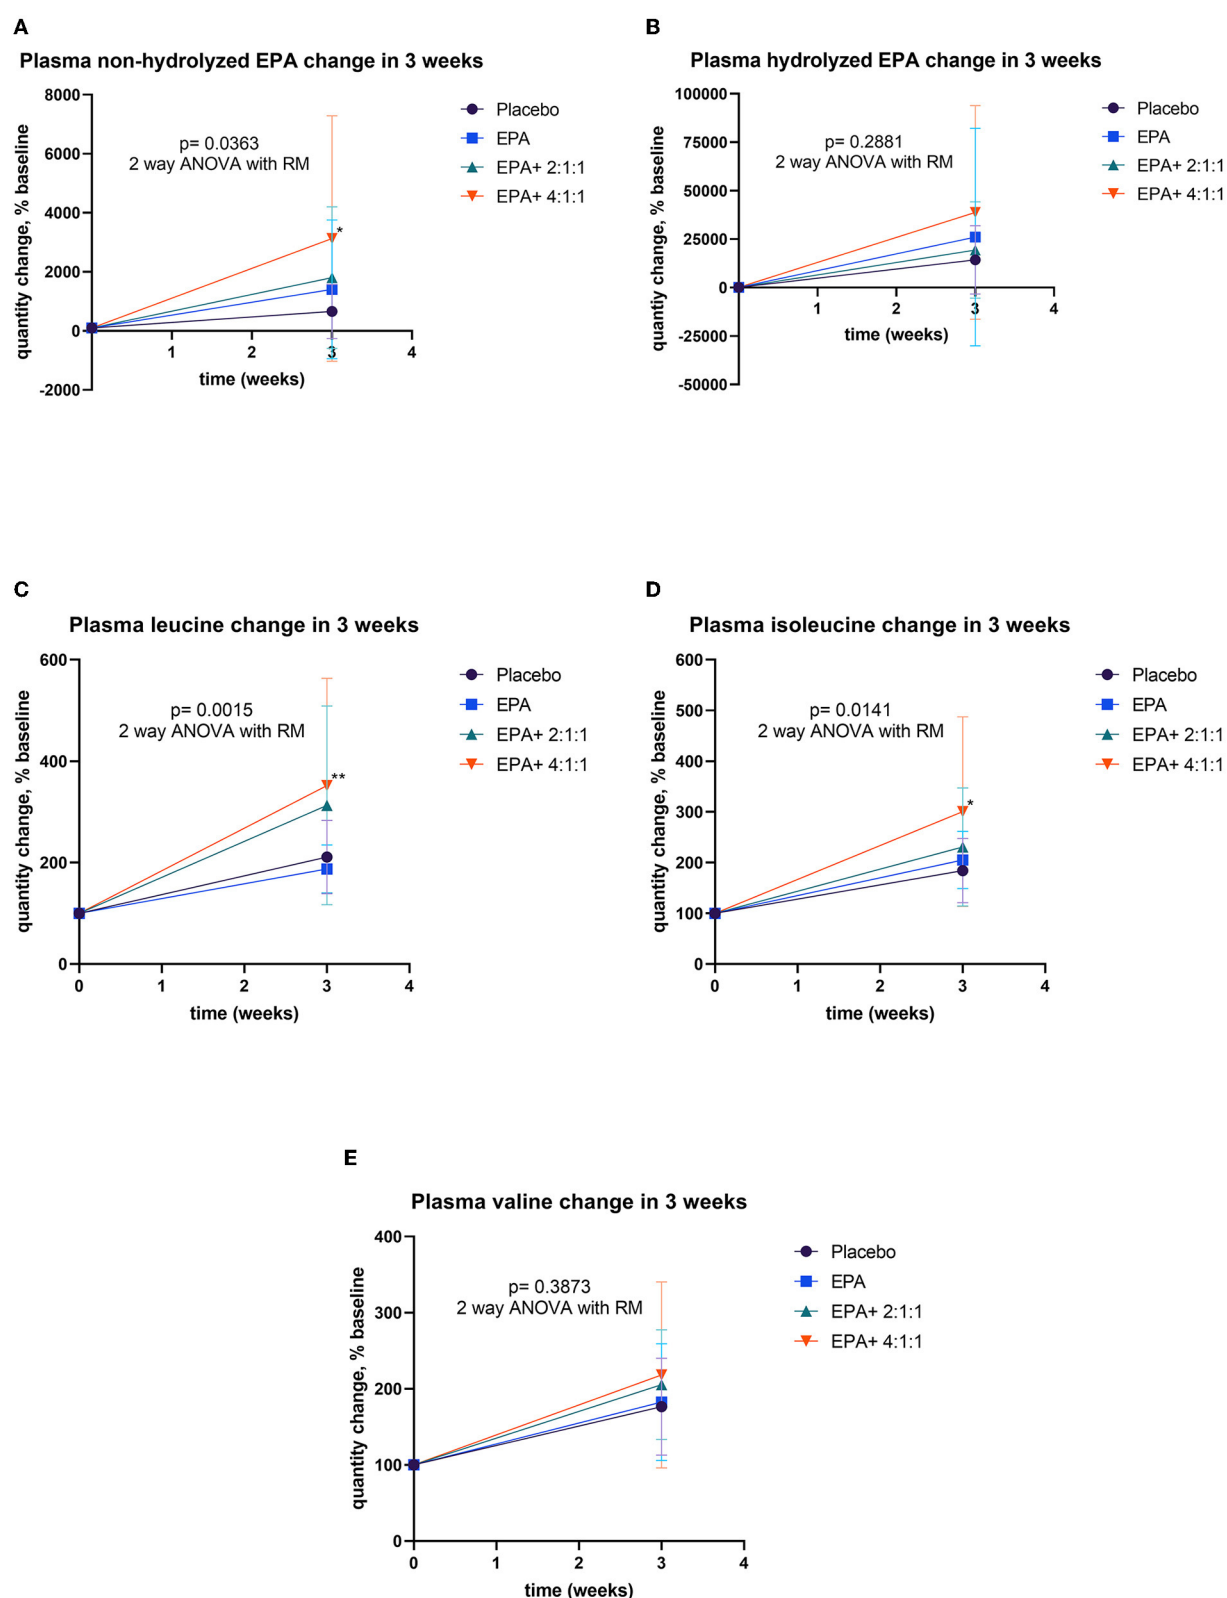 A
Plasma non-hydrolyzed EPA change in 3 weeks
quantity change, % baseline
8000
6000
4000
2000
0
-2000
p= 0.0363
2 way ANOVA with RM
*
1
2
3
4
time (weeks)
Placebo
EPA
EPA+ 2:1:1
EPA+ 4:1:1
B
Plasma hydrolyzed EPA change in 3 weeks
quantity change, % baseline
100000
75000
50000
25000
0
-25000
-50000
p= 0.2881
2 way ANOVA with RM
1
2
3
4
time (weeks)
Placebo
EPA
EPA+ 2:1:1
EPA+ 4:1:1
C
Plasma leucine change in 3 weeks
quantity change, % baseline
600
400
200
0
p= 0.0015
2 way ANOVA with RM
**
0
1
2
3
4
time (weeks)
Placebo
EPA
EPA+ 2:1:1
EPA+ 4:1:1
D
Plasma isoleucine change in 3 weeks
quantity change, % baseline
600
500
400
300
200
100
0
p= 0.0141
2 way ANOVA with RM
*
0
1
2
3
4
time (weeks)
Placebo
EPA
EPA+ 2:1:1
EPA+ 4:1:1
E
Plasma valine change in 3 weeks
quantity change, % baseline
400
300
200
100
0
p= 0.3873
2 way ANOVA with RM
0
1
2
3
4
time (weeks)
Placebo
EPA
EPA+ 2:1:1
EPA+ 4:1:1